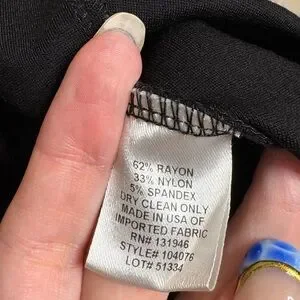 62% RAYON
33% NYLON
5% SPANDEX
DRY CLEAN ONLY
MADE IN USA OF
IMPORTED FABRIC
RN# 131946
STYLE# 104076
LOT# 51334